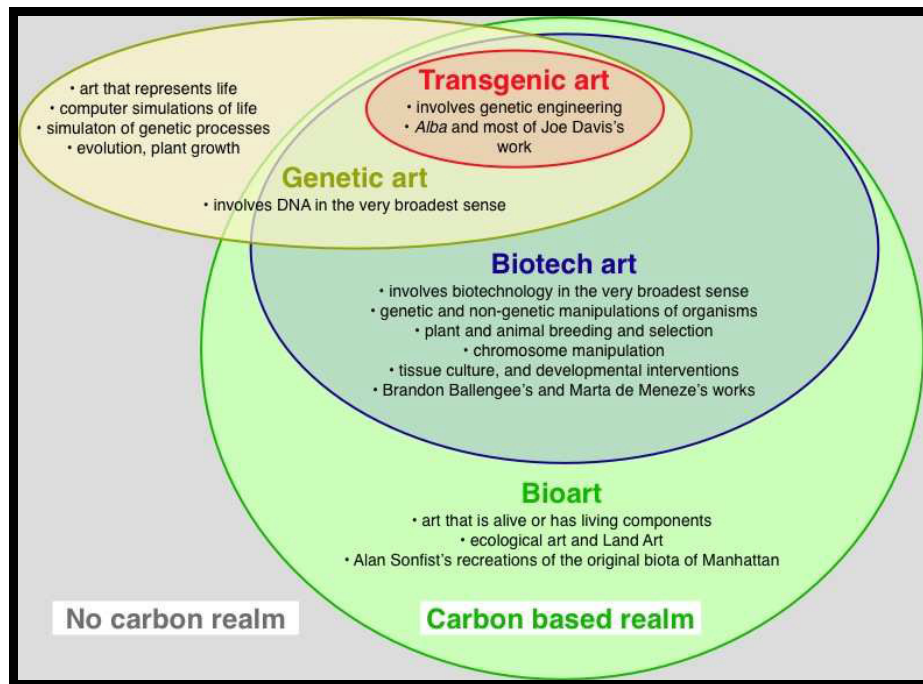 • art that represents life
• computer simulations of life
• simulaton of genetic processes
• evolution, plant growth
Transgenic art
• involves genetic engineering
• Alba and most of Joe Davis's
work
Genetic art
• involves DNA in the very broadest sense
Biotech art
• involves biotechnology in the very broadest sense
• genetic and non-genetic manipulations of organisms
• plant and animal breeding and selection
• chromosome manipulation
• tissue culture, and developmental interventions
• Brandon Ballengee's and Marta de Meneze's works
Bioart
• art that is alive or has living components
• ecological art and Land Art
• Alan Sonfist's recreations of the original biota of Manhattan
No carbon realm
Carbon based realm